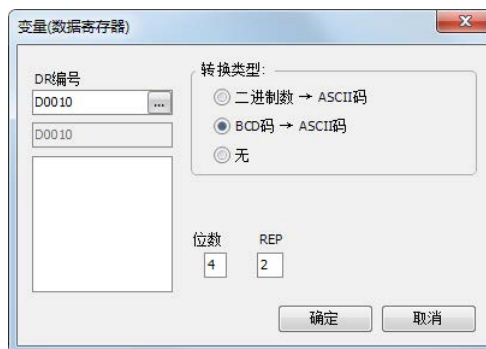 变量(数据寄存器)
DR编号
D0010
...
D0010
转换类型:
二进制数 → ASCII码
BCD码 → ASCII码
无
位数 REP
4 2
确定 取消